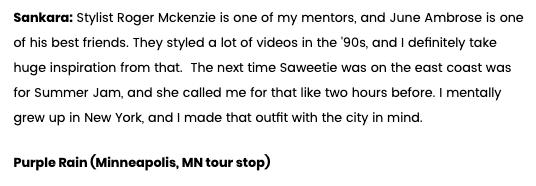 Sankara: Stylist Roger Mckenzie is one of my mentors, and June Ambrose is one
of his best friends. They styled a lot of videos in the '90s, and I definitely take
huge inspiration from that.  The next time Saweetie was on the east coast was
for Summer Jam, and she called me for that like two hours before. I mentally
grew up in New York, and I made that outfit with the city in mind.
Purple Rain (Minneapolis, MN tour stop)